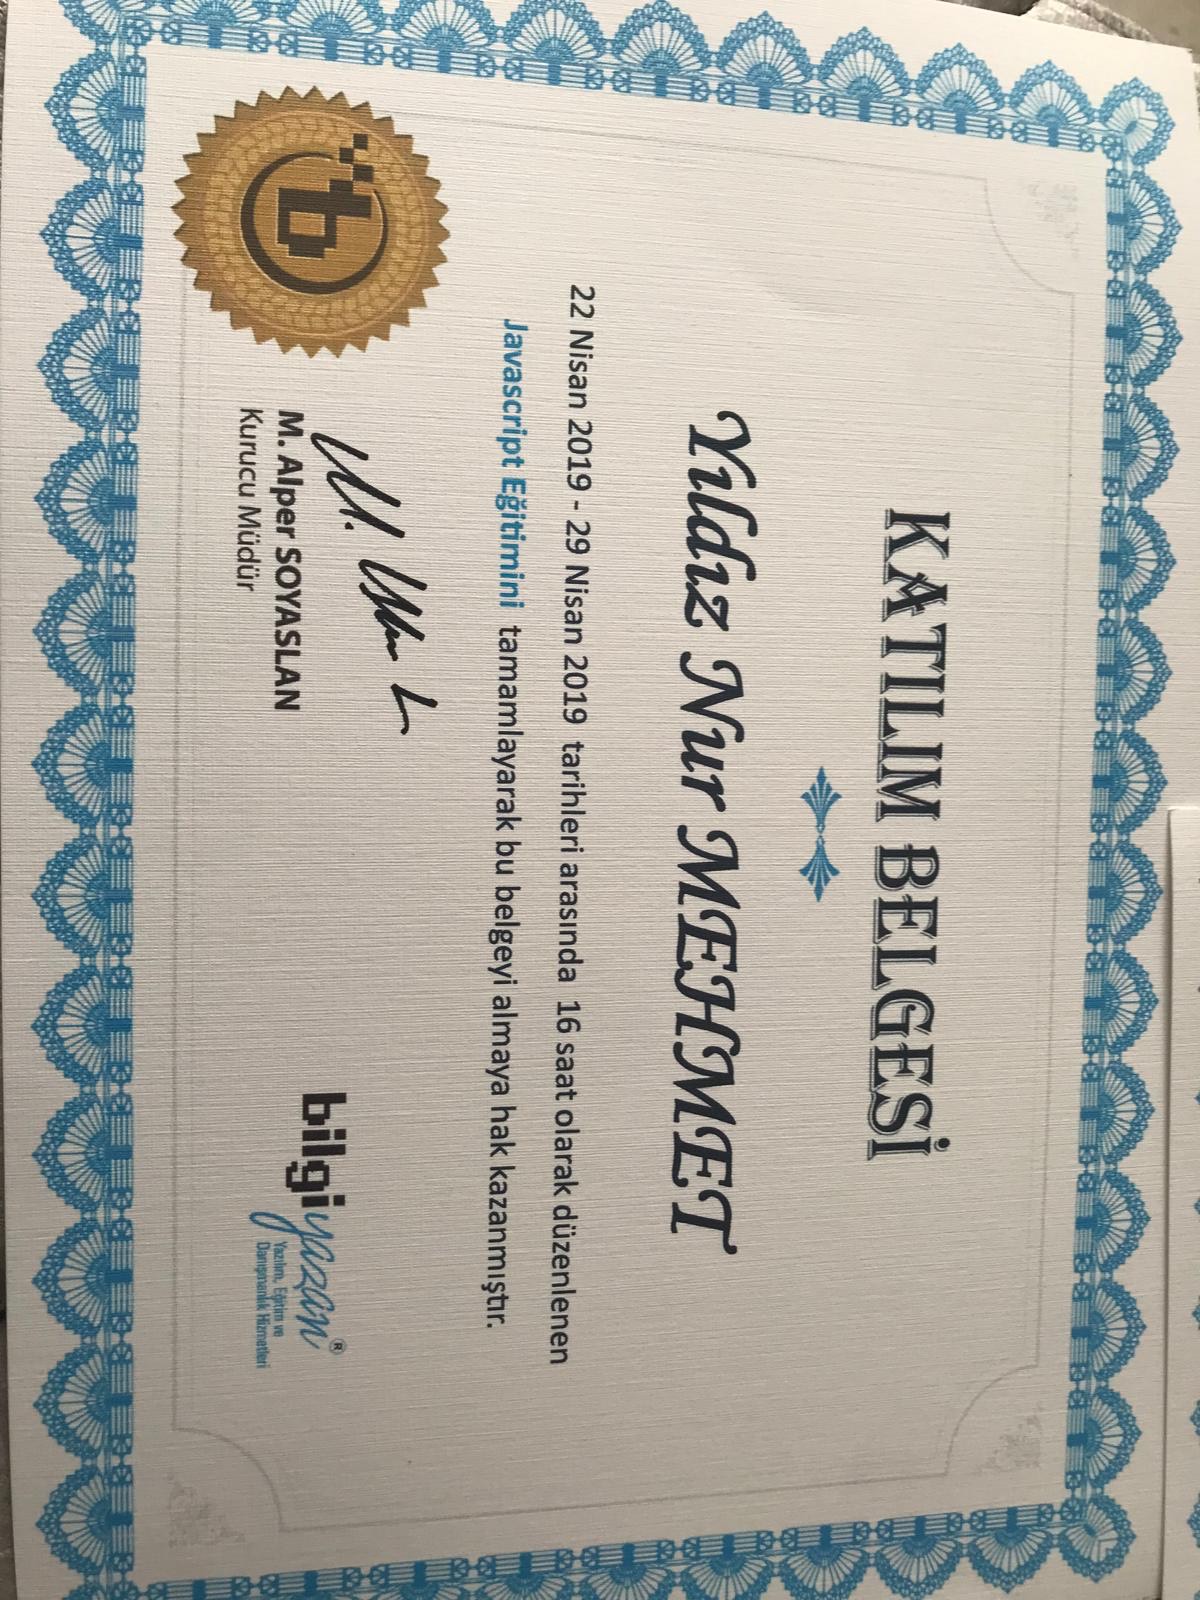 KATILIM BELGESİ
Yıldız Nur MEHMET
22 Nisan 2019 - 29 Nisan 2019 tarihleri arasında 16 saat olarak düzenlenen
Javascript Eğitimini tamamlayarak bu belgeyi almaya hak kazanmıştır.
b
M. Alper SOYASLAN
Kurucu Müdür
bilgiyazan®
Yazılım, Eğitim ve
Danışmanlık Hizmetleri